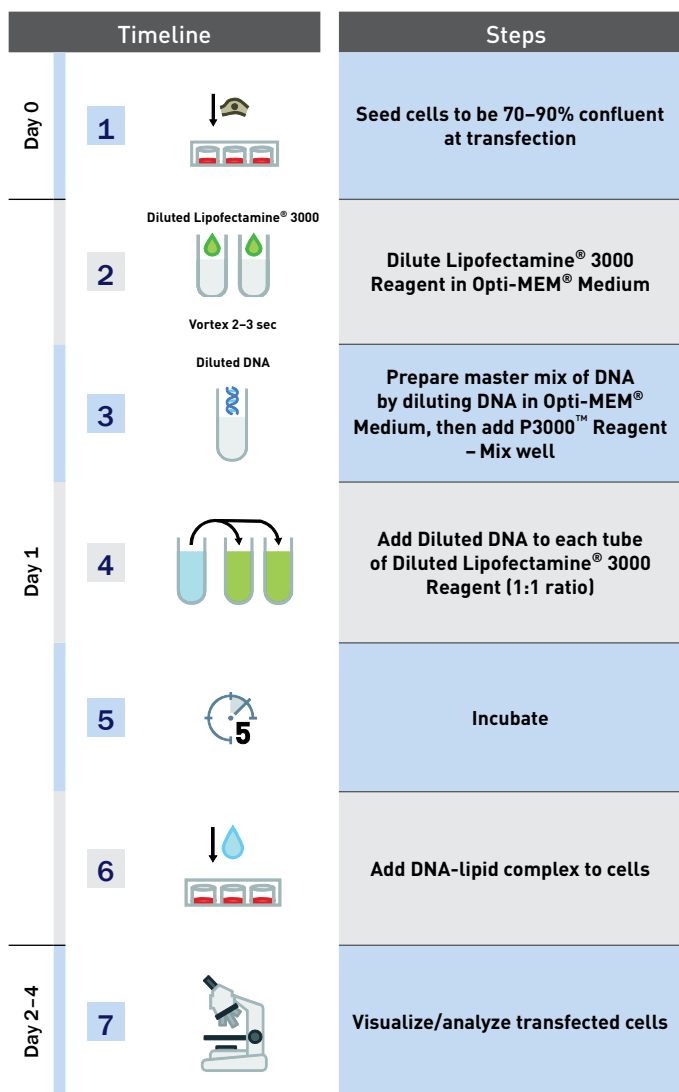 Timeline
Steps
Day 0
1
Seed cells to be 70–90% confluent
at transfection
Day 1
2
Diluted Lipofectamine® 3000
Vortex 2–3 sec
Dilute Lipofectamine® 3000
Reagent in Opti-MEM® Medium
3
Diluted DNA
Prepare master mix of DNA
by diluting DNA in Opti-MEM®
Medium, then add P3000™ Reagent
– Mix well
4
Add Diluted DNA to each tube
of Diluted Lipofectamine® 3000
Reagent (1:1 ratio)
5
5
Incubate
6
Add DNA-lipid complex to cells
Day 2–4
7
Visualize/analyze transfected cells